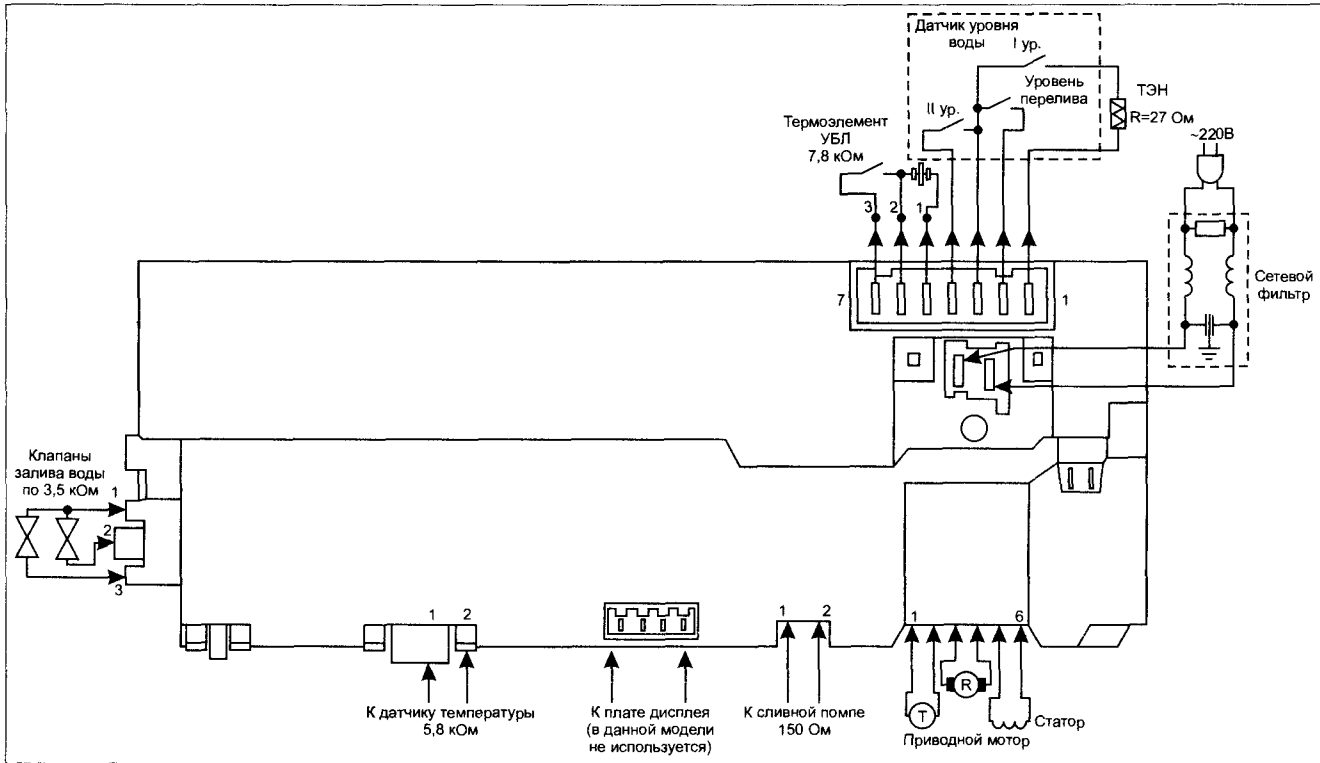 Датчик уровня
воды
I ур.
Уровень
перелива
II ур.
ТЭН
R=27 Ом
~220В
Термоэлемент
УБЛ
7,8 кОм
3
2
1
7
1
Сетевой
фильтр
Клапаны
залива воды
по 3,5 кОм
1
2
3
1
2
К датчику температуры
5,8 кОм
К плате дисплея
(в данной модели
не используется)
1
2
К сливной помпе
150 Ом
1
6
R
T
Статор
Приводной мотор